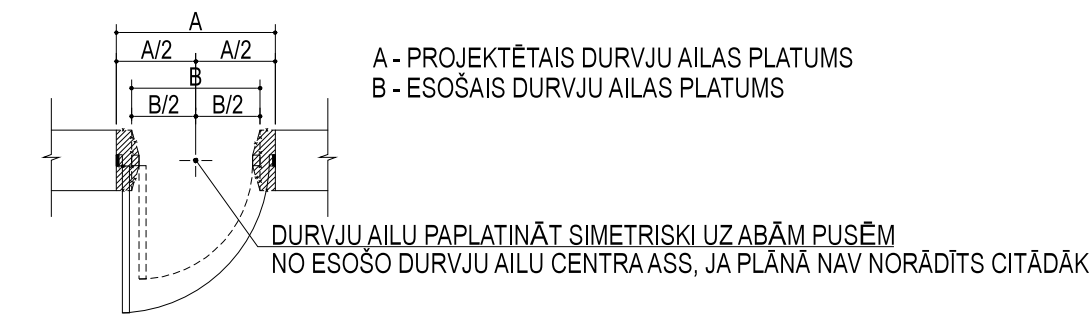 A
A/2 A/2
B
B/2 B/2
A - PROJEKTĒTAIS DURVJU AILAS PLATUMS
B - ESOŠAIS DURVJU AILAS PLATUMS
DURVJU AILU PAPLATINĀT SIMETRISKI UZ ABĀM PUSĒM
NO ESOŠO DURVJU AILU CENTRA ASS, JA PLĀNĀ NAV NORĀDĪTS CITĀDĀK